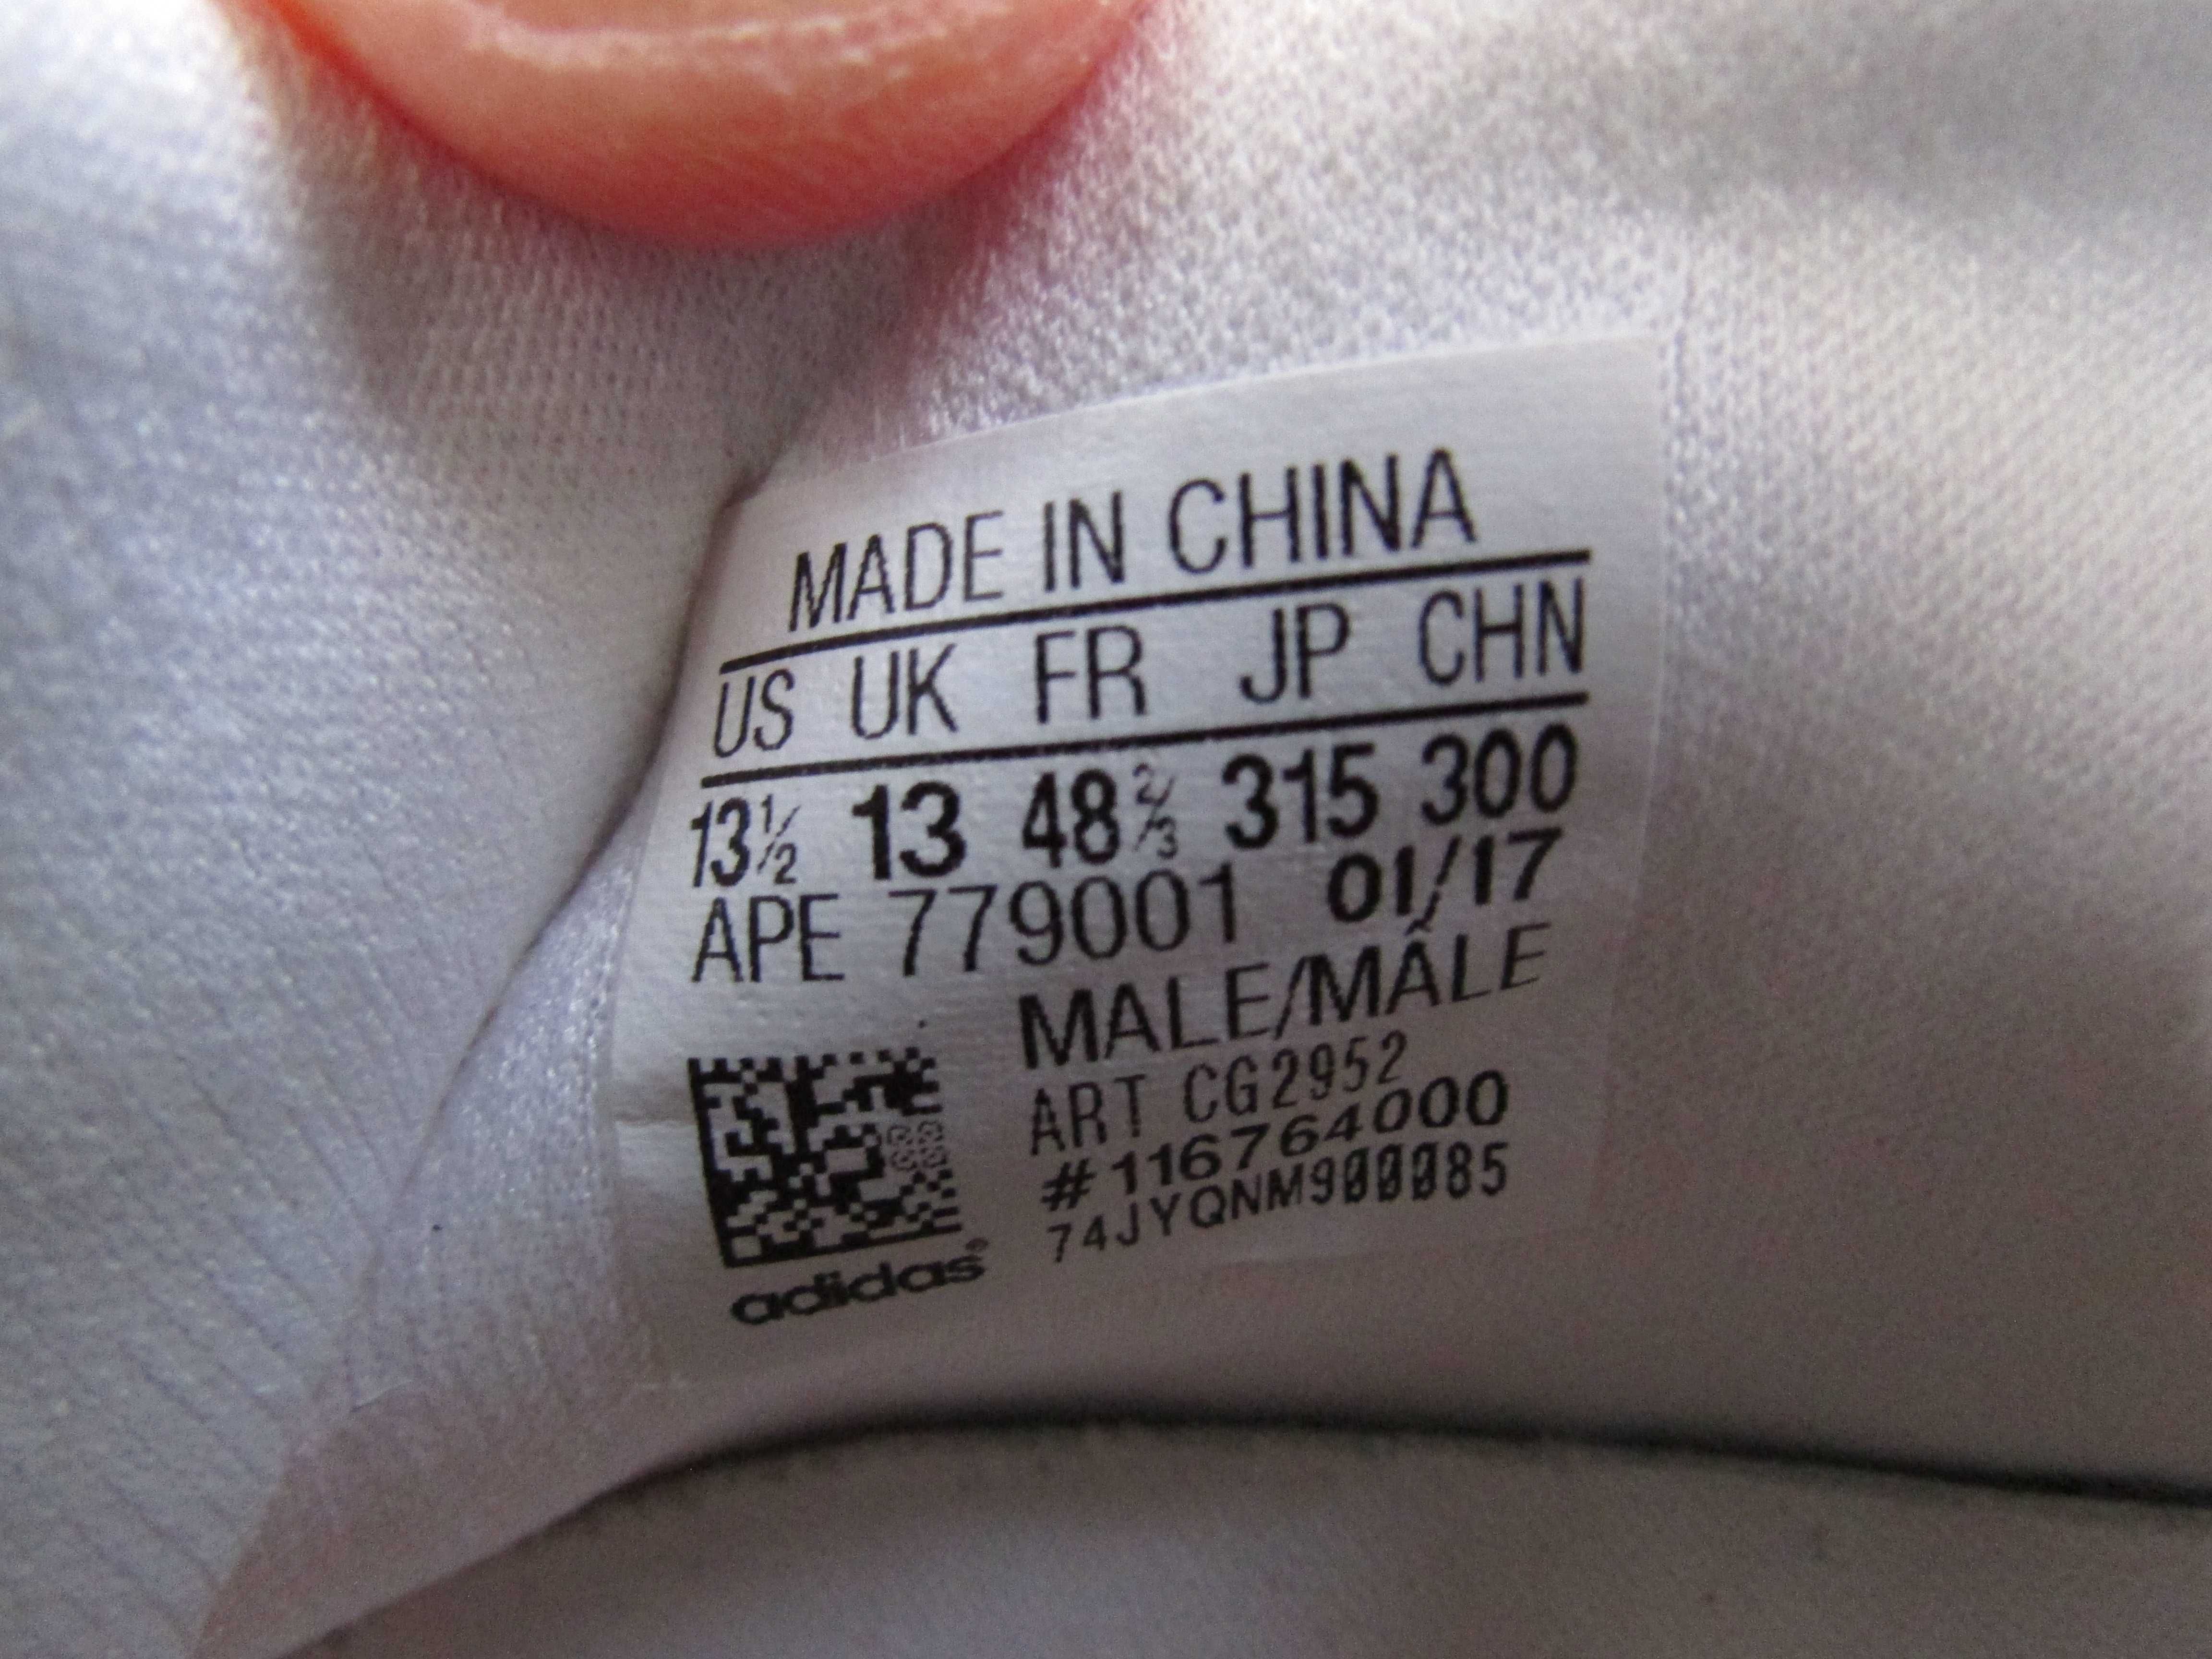 MADE IN CHINA
US UK FR JP CHN
13½ 13 48⅔ 315 300
APE 779001 01/17
MALE/MÂLE
ART CG2952
#116764000
74JYQNM900085
adidas®